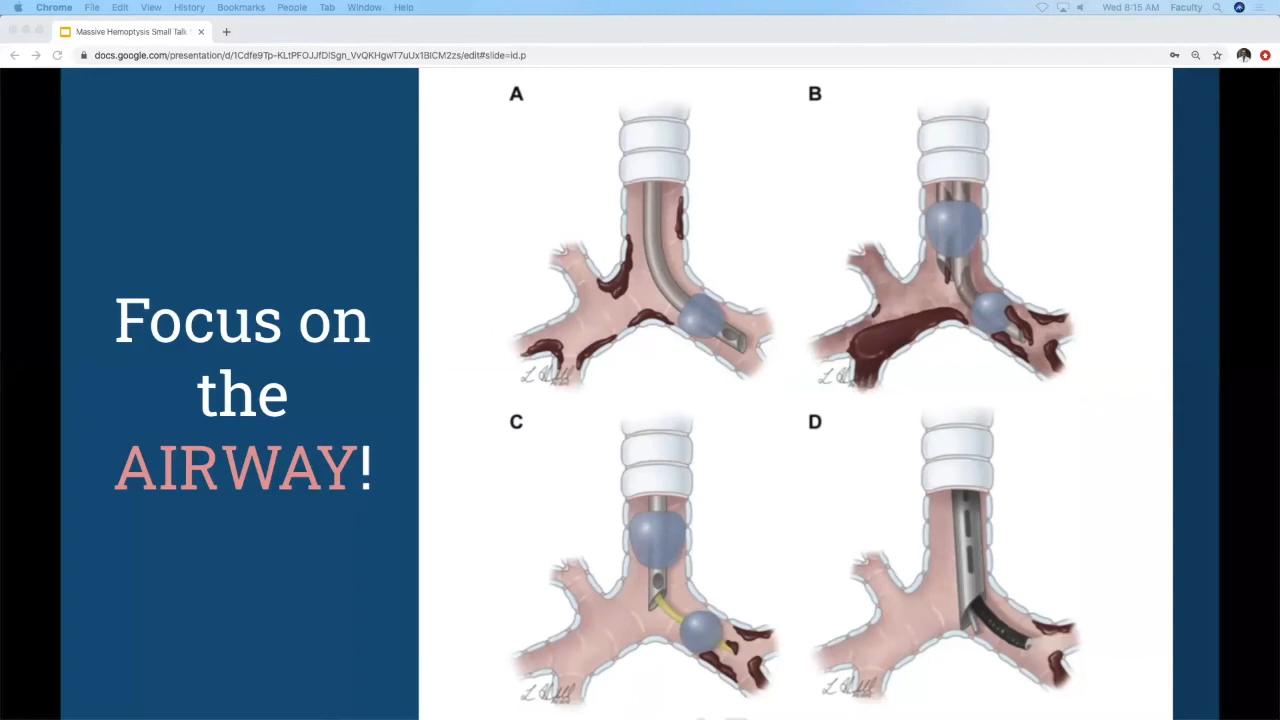 Chrome File Edit View History Bookmarks People Tab Window Help Wed 8:15 AM Faculty
Massive Hemoptysis Small Talk
docs.google.com/presentation/d/1Cdfe9Tp-KLtPFOJJfDlSgn_VvQKHgwT7uUx1BICM2zs/edit#slide=id.p
A B
Focus on
the
AIRWAY!
C D